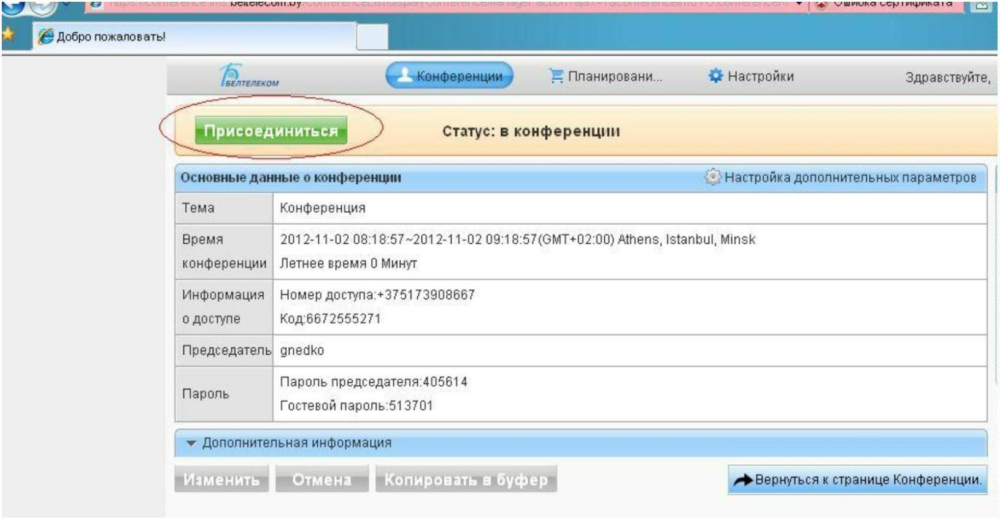 beltelecom.by
Ошибка сертификата
Добро пожаловать!
БЕЛТЕЛЕКОМ
Конференции
Планировани...
Настройки
Здравствуйте,
Присоединиться
Статус: в конференции
Основные данные о конференции
Настройка дополнительных параметров
Тема
Конференция
Время конференции
2012-11-02 08:18:57~2012-11-02 09:18:57(GMT+02:00) Athens, Istanbul, Minsk
Летнее время 0 Минут
Информация о доступе
Номер доступа:+375173908667
Код:6672555271
Председатель
gnedko
Пароль
Пароль председателя:405614
Гостевой пароль:513701
Дополнительная информация
Изменить
Отмена
Копировать в буфер
Вернуться к странице Конференции.